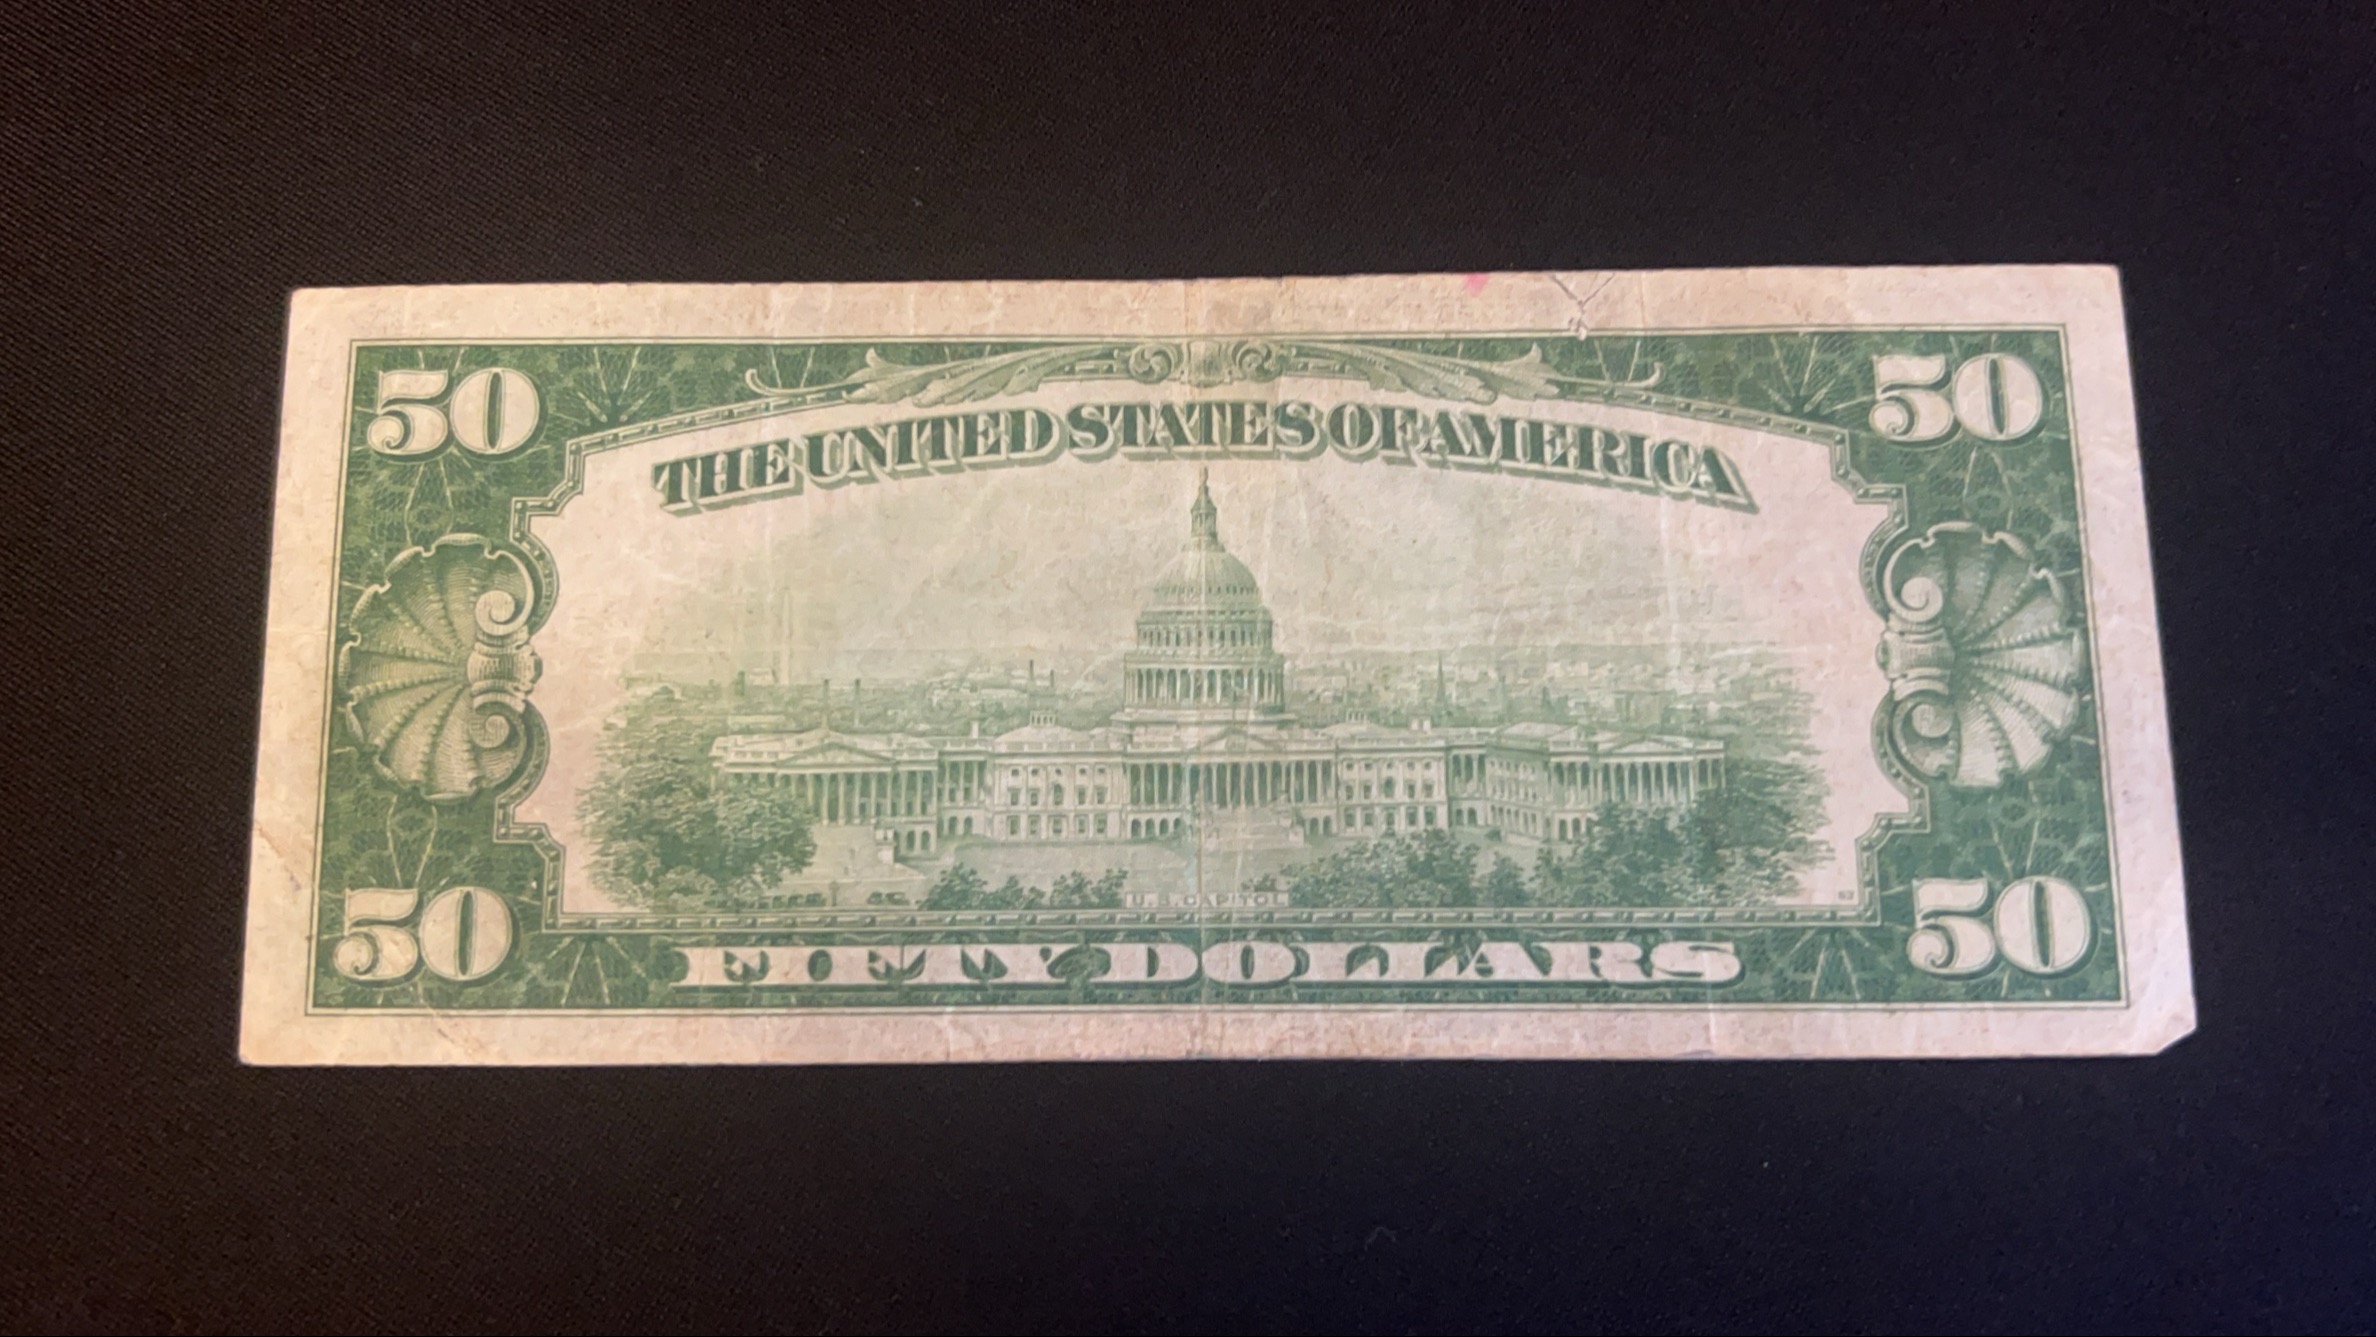 50 50
THE UNITED STATES OF AMERICA
U.S. CAPITOL
50 FIFTY DOLLARS 50